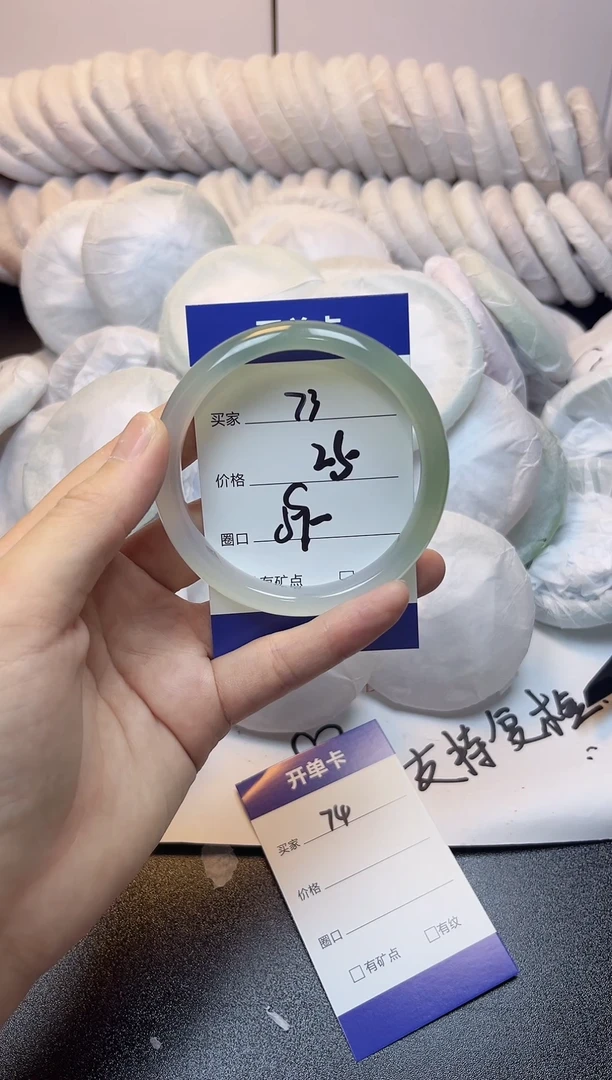 开单卡
买家 73
价格 25
圈口
有矿点
支持复检
开单卡
买家 74
价格
圈口
有矿点 有纹